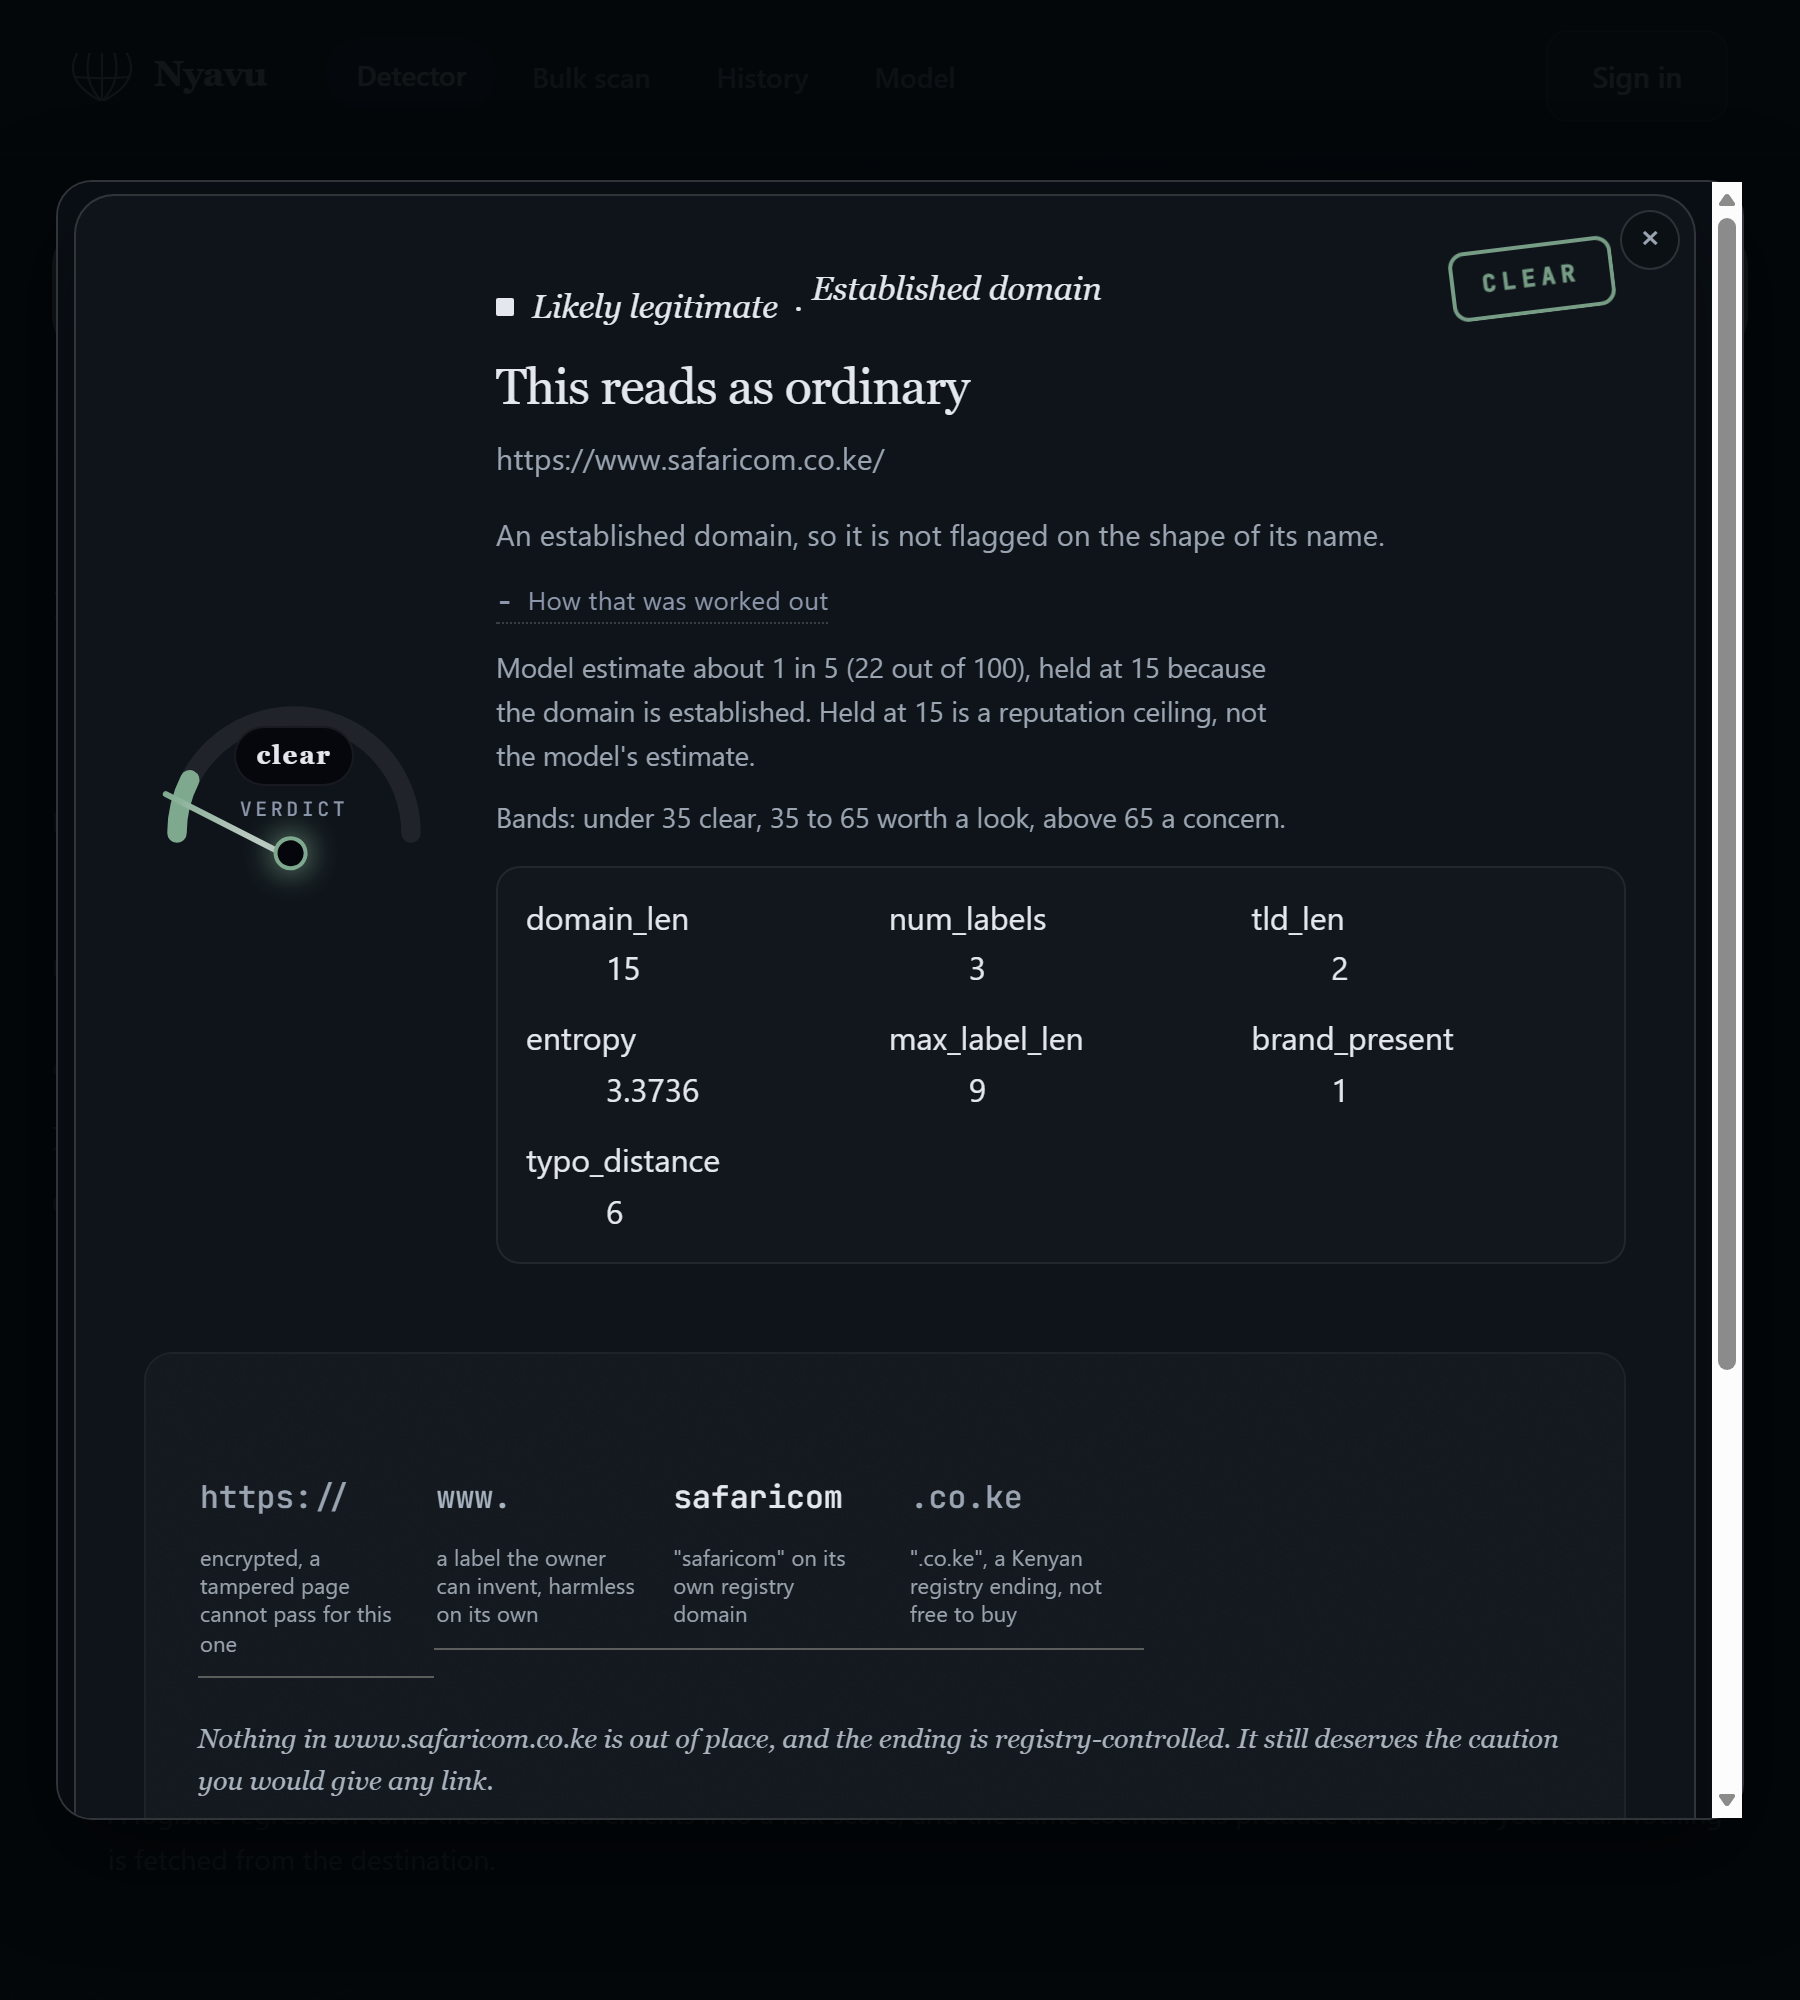 Nyavu
Detector
Bulk scan
History
Model
Sign in
×
CLEAR
Likely legitimate . Established domain
This reads as ordinary
https://www.safaricom.co.ke/
An established domain, so it is not flagged on the shape of its name.
- How that was worked out
Model estimate about 1 in 5 (22 out of 100), held at 15 because
the domain is established. Held at 15 is a reputation ceiling, not
the model's estimate.
Bands: under 35 clear, 35 to 65 worth a look, above 65 a concern.
clear
VERDICT
domain_len
15
num_labels
3
tld_len
2
entropy
3.3736
max_label_len
9
brand_present
1
typo_distance
6
https://
encrypted, a
tampered page
cannot pass for this
one
www.
a label the owner
can invent, harmless
on its own
safaricom
"safaricom" on its
own registry
domain
.co.ke
".co.ke", a Kenyan
registry ending, not
free to buy
Nothing in www.safaricom.co.ke is out of place, and the ending is registry-controlled. It still deserves the caution
you would give any link.
is fetched from the destination.